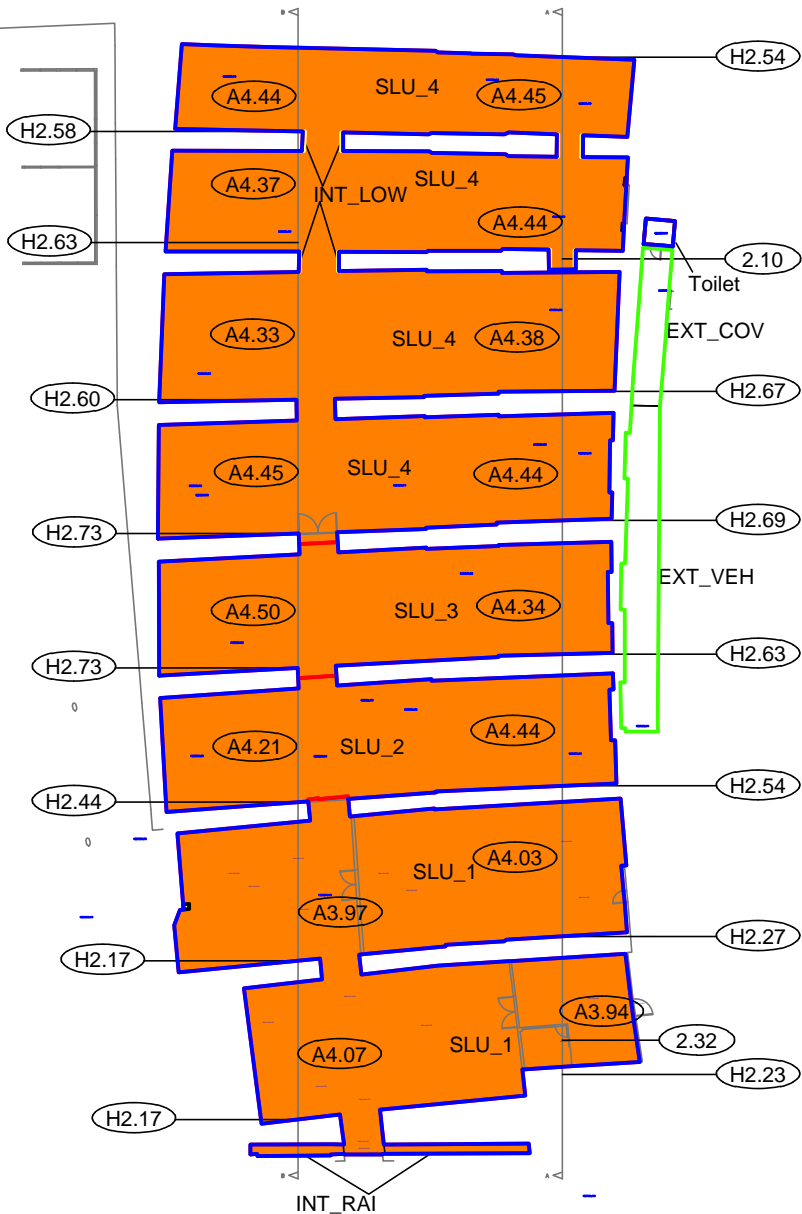 B A
H2.54
SLU_4
A4.44 A4.45
H2.58
SLU_4
A4.37
INT_LOW
A4.44
H2.63
2.10
Toilet
EXT_COV
A4.33 SLU_4 A4.38
H2.60 H2.67
SLU_4
A4.45 A4.44
H2.73 H2.69
EXT_VEH
A4.50 SLU_3 A4.34
H2.73 H2.63
A4.44
A4.21 SLU_2
H2.44 H2.54
A4.03
SLU_1
A3.97
H2.27
H2.17
A3.94
2.32
A4.07 SLU_1
H2.23
H2.17
B A
INT_RAI